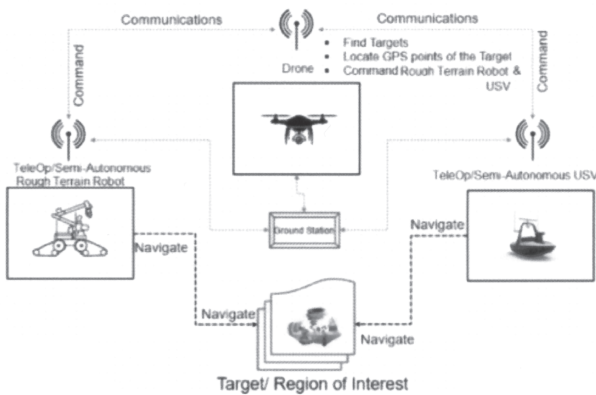 Communications
Communications
Command
Command
• Find Targets
• Locate GPS points of the Target
• Command Rough Terrain Robot &
USV
Drone
TeleOp/Semi-Autonomous
Rough Terrain Robot
TeleOp/Semi-Autonomous USV
Ground Station
Navigate
Navigate
Navigate
Navigate
Target/ Region of Interest